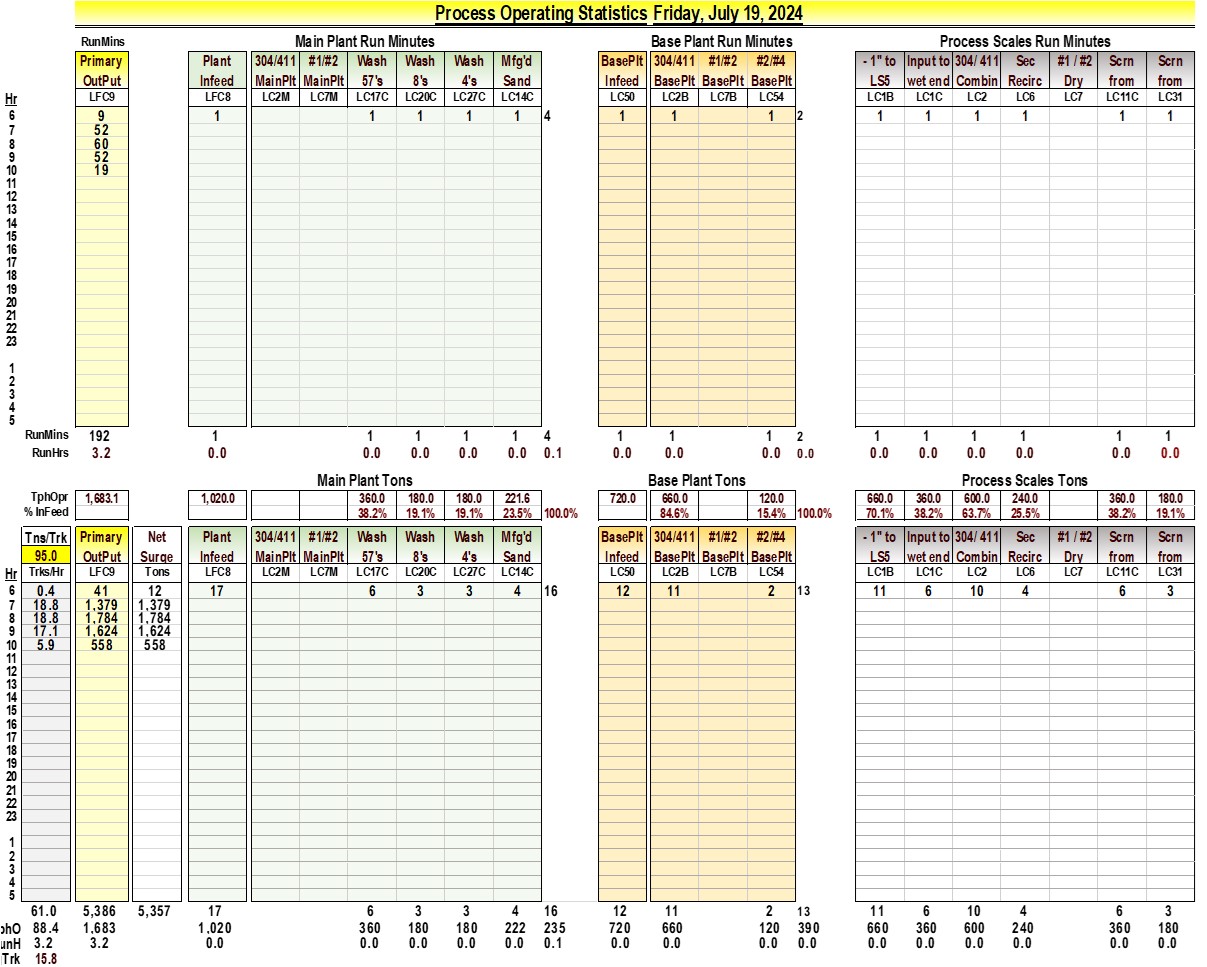 Process Operating Statistics Friday, July 19, 2024
RunMins Main Plant Run Minutes Base Plant Run Minutes Process Scales Run Minutes
Primary Plant 304/411 #1/#2 Wash Wash Wash Mfg'd BasePlt 304/411 #1/#2 #2/#4 - 1" to Input to 304/ 411 Sec #1 / #2 Scrn Scrn
OutPut Infeed MainPlt MainPlt 57's 8's 4's Sand Infeed BasePlt BasePlt BasePlt LS5 wet end Combin Recirc Dry from from
Hr LFC9 LFC8 LC2M LC7M LC17C LC20C LC27C LC14C LC50 LC2B LC7B LC54 LC1B LC1C LC2 LC6 LC7 LC11C LC31
6 9 1 1 1 1 1 4 1 1 1 2 1 1 1 1 1 1
7 52
8 60
9 52
10 19
11
12
13
14
15
16
17
18
19
20
21
22
23
1
2
3
4
5
RunMins 192 1 1 1 1 1 4 1 1 1 2 1 1 1 1 1 1
RunHrs 3.2 0.0 0.0 0.0 0.0 0.0 0.1 0.0 0.0 0.0 0.0 0.0 0.0 0.0 0.0 0.0 0.0
Main Plant Tons Base Plant Tons Process Scales Tons
TphOpr 1,683.1 1,020.0 360.0 180.0 180.0 221.6 720.0 660.0 120.0 660.0 360.0 600.0 240.0 360.0 180.0
% InFeed 38.2% 19.1% 19.1% 23.5% 100.0% 84.6% 15.4% 100.0% 70.1% 38.2% 63.7% 25.5% 38.2% 19.1%
Tns/Trk Primary Net Plant 304/411 #1/#2 Wash Wash Wash Mfg'd BasePlt 304/411 #1/#2 #2/#4 - 1" to Input to 304/ 411 Sec #1 / #2 Scrn Scrn
95.0 OutPut Surge Infeed MainPlt MainPlt 57's 8's 4's Sand Infeed BasePlt BasePlt BasePlt LS5 wet end Combin Recirc Dry from from
Hr Trks/Hr LFC9 Tons LFC8 LC2M LC7M LC17C LC20C LC27C LC14C LC50 LC2B LC7B LC54 LC1B LC1C LC2 LC6 LC7 LC11C LC31
6 0.4 41 12 17 6 3 3 4 16 12 11 2 13 11 6 10 4 6 3
7 18.8 1,379 1,379
8 18.8 1,784 1,784
9 17.1 1,624 1,624
10 5.9 558 558
11
12
13
14
15
16
17
18
19
20
21
22
23
1
2
3
4
5
61.0 5,386 5,357 17 6 3 3 4 16 12 11 2 13 11 6 10 4 6 3
phO 88.4 1,683 1,020 360 180 180 222 235 720 660 120 390 660 360 600 240 360 180
unH 3.2 3.2 0.0 0.0 0.0 0.0 0.0 0.1 0.0 0.0 0.0 0.0 0.0 0.0 0.0 0.0 0.0 0.0
Trk 15.8